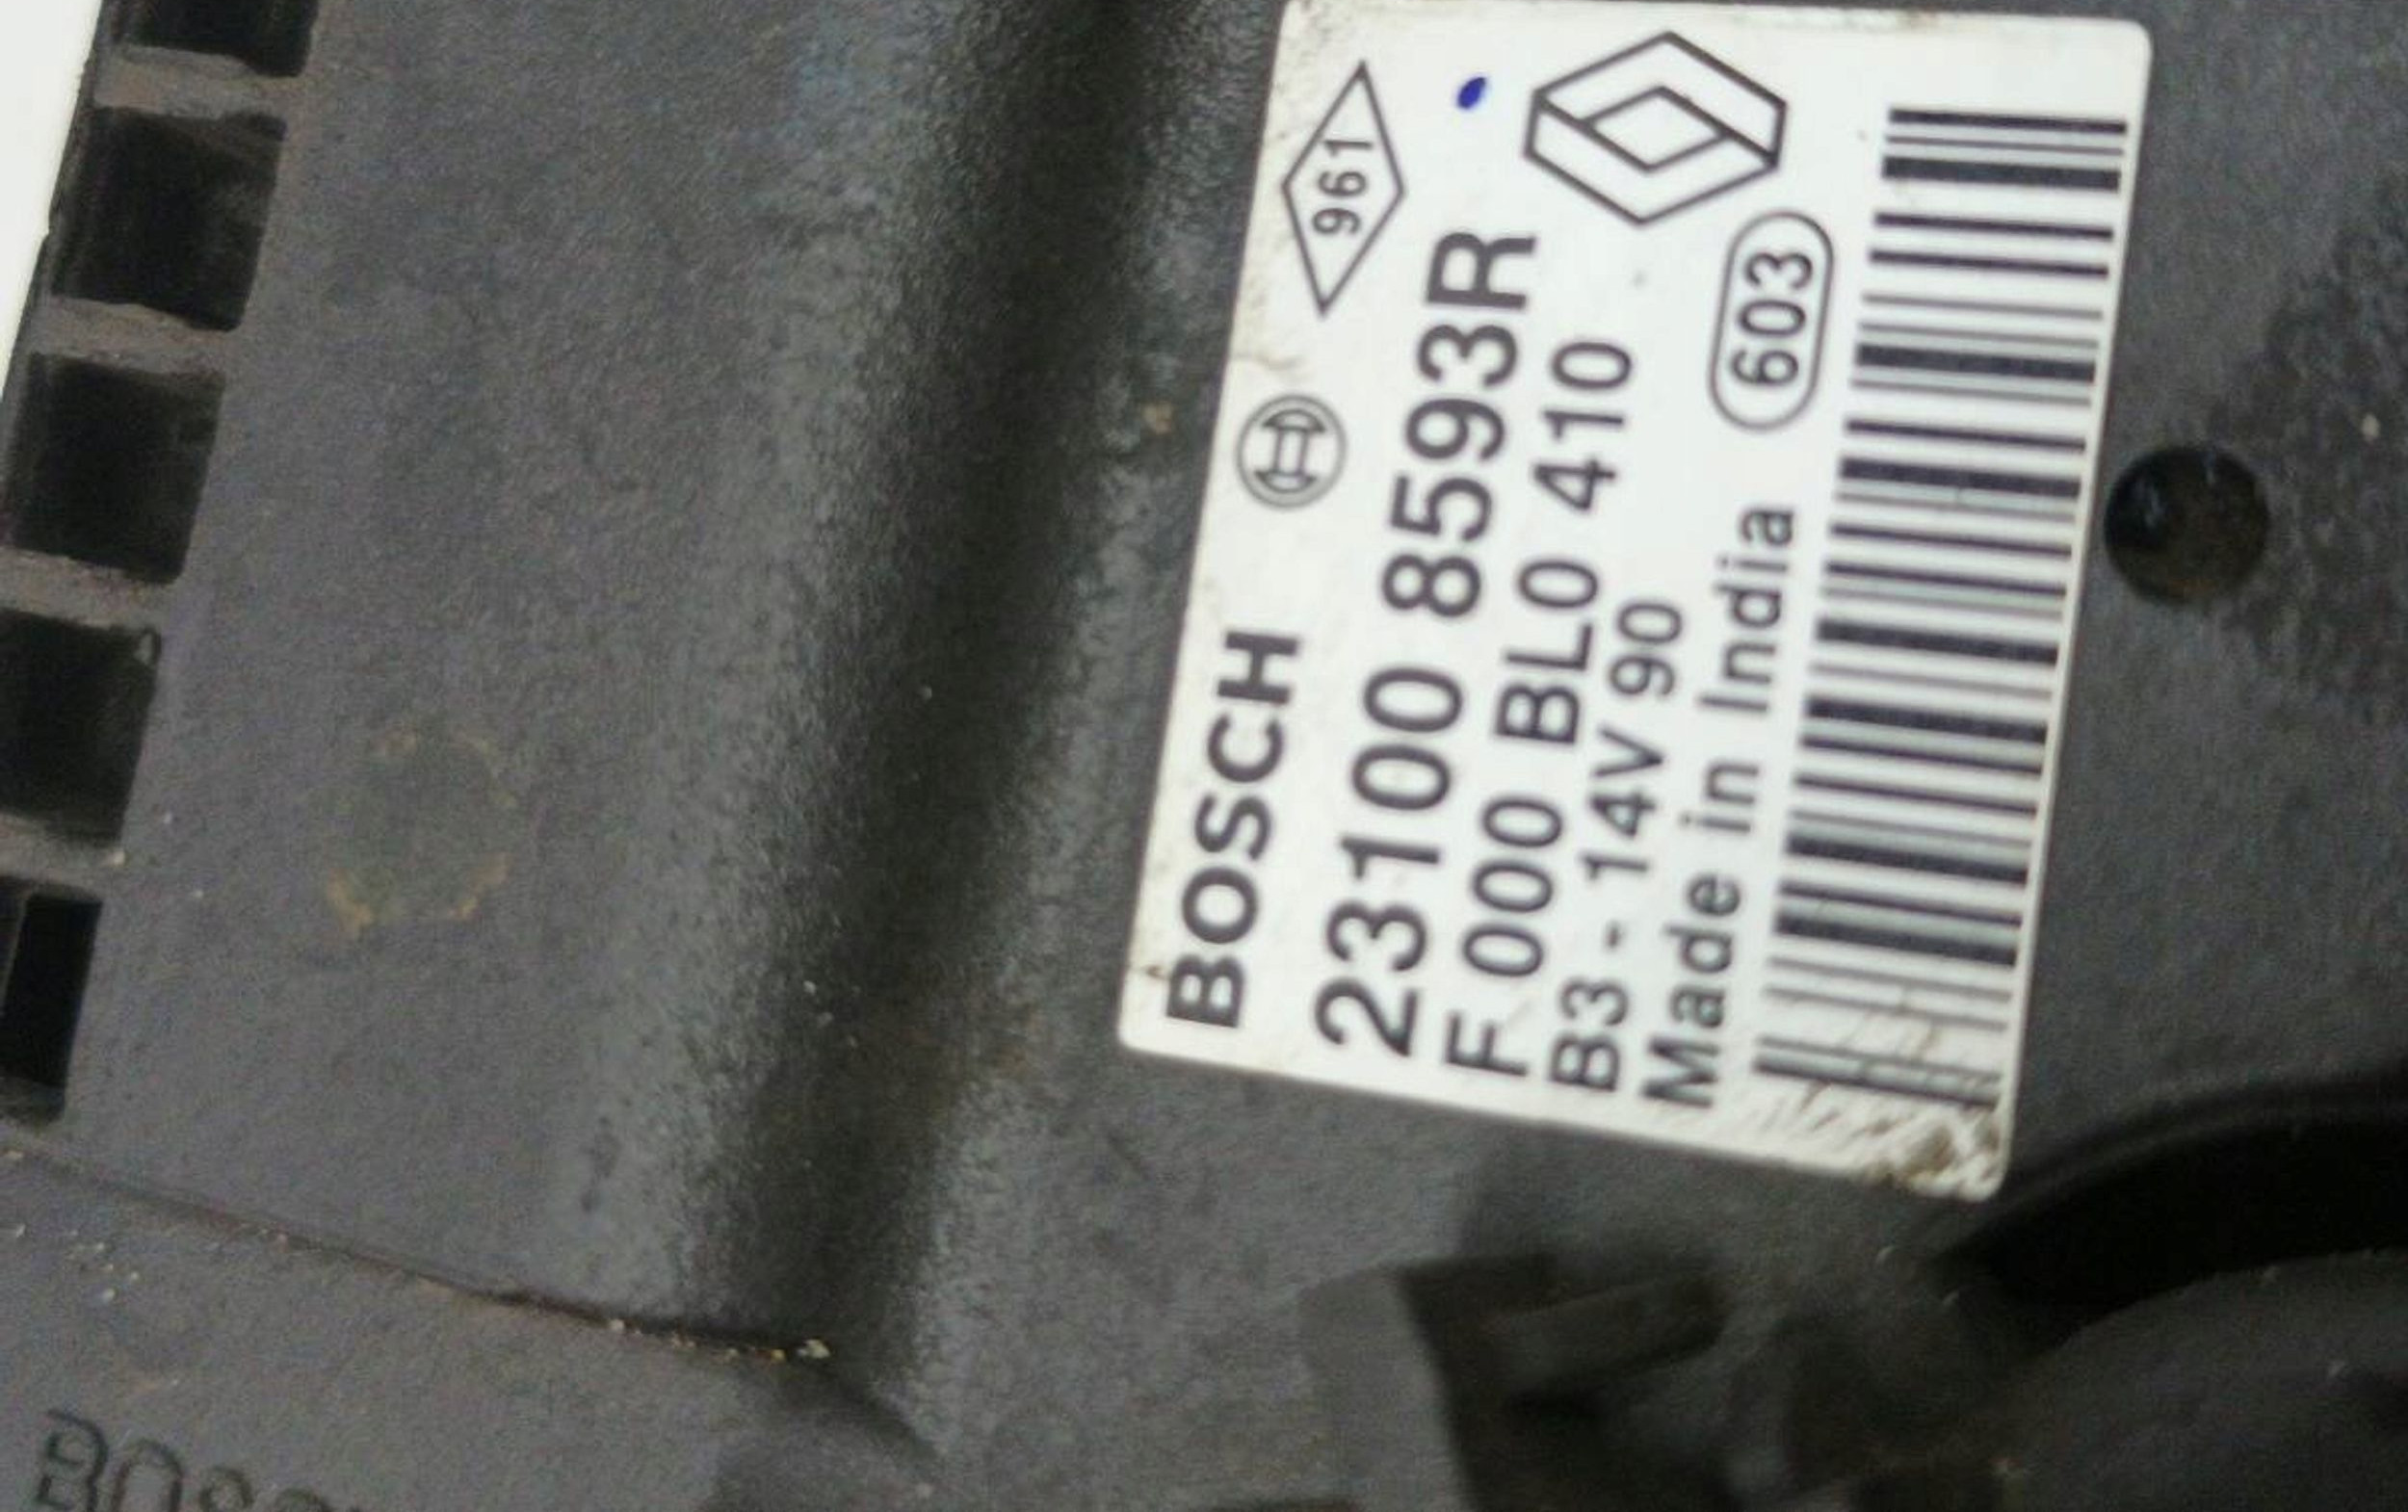 BOSCH 961
23100 8593R
F 000 BL0 410
B3 - 14V 90
Made in India 603